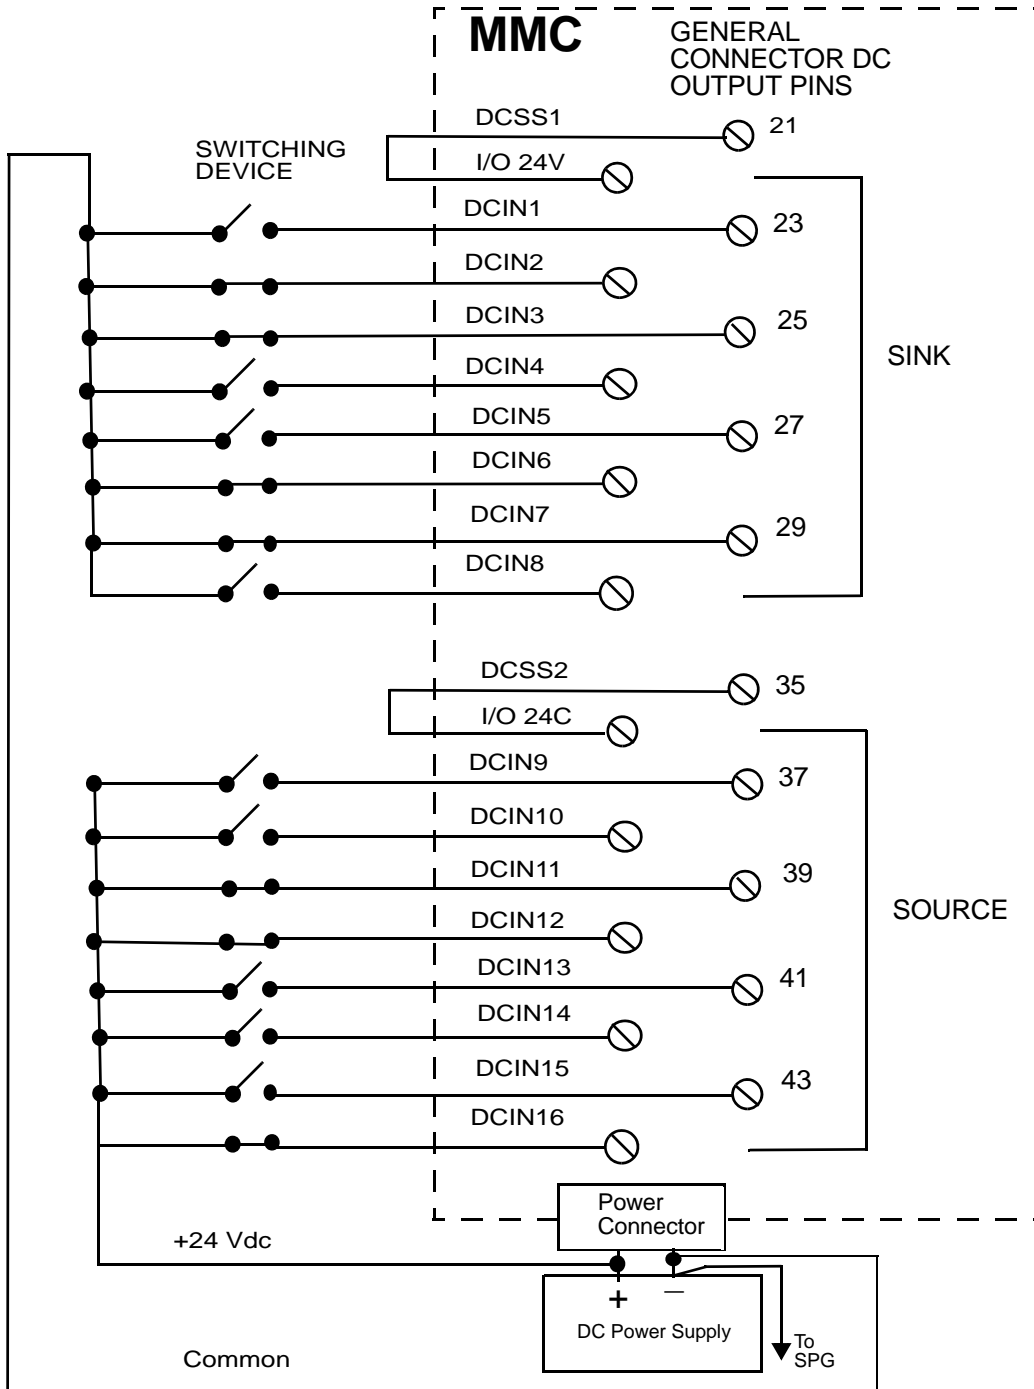 MMC
GENERAL
CONNECTOR DC
OUTPUT PINS
DCSS1
21
SWITCHING
DEVICE
I/O 24V
DCIN1
23
DCIN2
DCIN3
25
SINK
DCIN4
DCIN5
27
DCIN6
DCIN7
29
DCIN8
DCSS2
35
I/O 24C
DCIN9
37
DCIN10
DCIN11
39
SOURCE
DCIN12
DCIN13
41
DCIN14
DCIN15
43
DCIN16
Power
Connector
+24 Vdc
+ −
DC Power Supply
To
SPG
Common